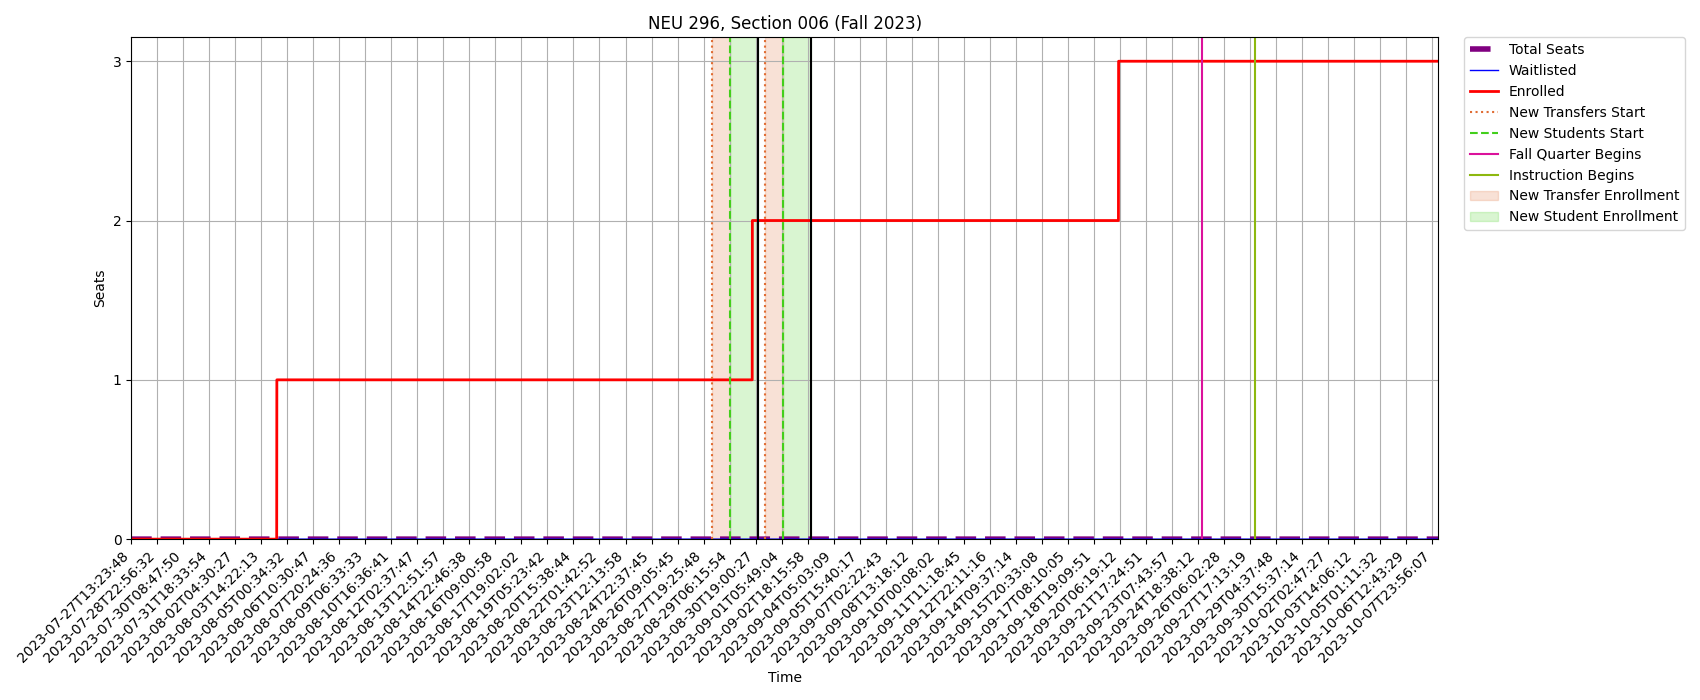 NEU 296, Section 006 (Fall 2023)
Total Seats
Waitlisted
Enrolled
New Transfers Start
New Students Start
Fall Quarter Begins
Instruction Begins
New Transfer Enrollment
New Student Enrollment
Seats
3
2
1
0
2023-07-27T13:23:48
2023-07-28T22:56:32
2023-07-30T08:47:50
2023-07-31T18:33:54
2023-08-02T04:30:27
2023-08-03T14:22:13
2023-08-05T00:34:32
2023-08-06T10:30:47
2023-08-07T20:24:36
2023-08-09T06:33:33
2023-08-10T16:36:41
2023-08-12T02:37:47
2023-08-13T12:51:57
2023-08-14T22:46:38
2023-08-16T09:00:58
2023-08-17T19:02:02
2023-08-19T05:23:42
2023-08-20T15:38:44
2023-08-22T01:42:52
2023-08-23T12:13:58
2023-08-24T22:37:45
2023-08-26T09:05:45
2023-08-27T19:25:48
2023-08-29T06:15:54
2023-08-30T19:00:27
2023-09-01T05:49:04
2023-09-02T18:15:58
2023-09-04T05:03:09
2023-09-05T15:40:17
2023-09-07T02:22:43
2023-09-08T13:18:12
2023-09-10T00:08:02
2023-09-11T11:18:45
2023-09-12T22:11:16
2023-09-14T09:37:14
2023-09-15T20:33:08
2023-09-17T08:10:05
2023-09-18T19:09:51
2023-09-20T06:19:12
2023-09-21T17:24:51
2023-09-23T07:43:57
2023-09-24T18:38:12
2023-09-26T06:02:28
2023-09-27T17:13:19
2023-09-29T04:37:48
2023-09-30T15:37:14
2023-10-02T02:47:27
2023-10-03T14:06:12
2023-10-05T01:11:32
2023-10-06T12:43:29
2023-10-07T23:56:07
Time